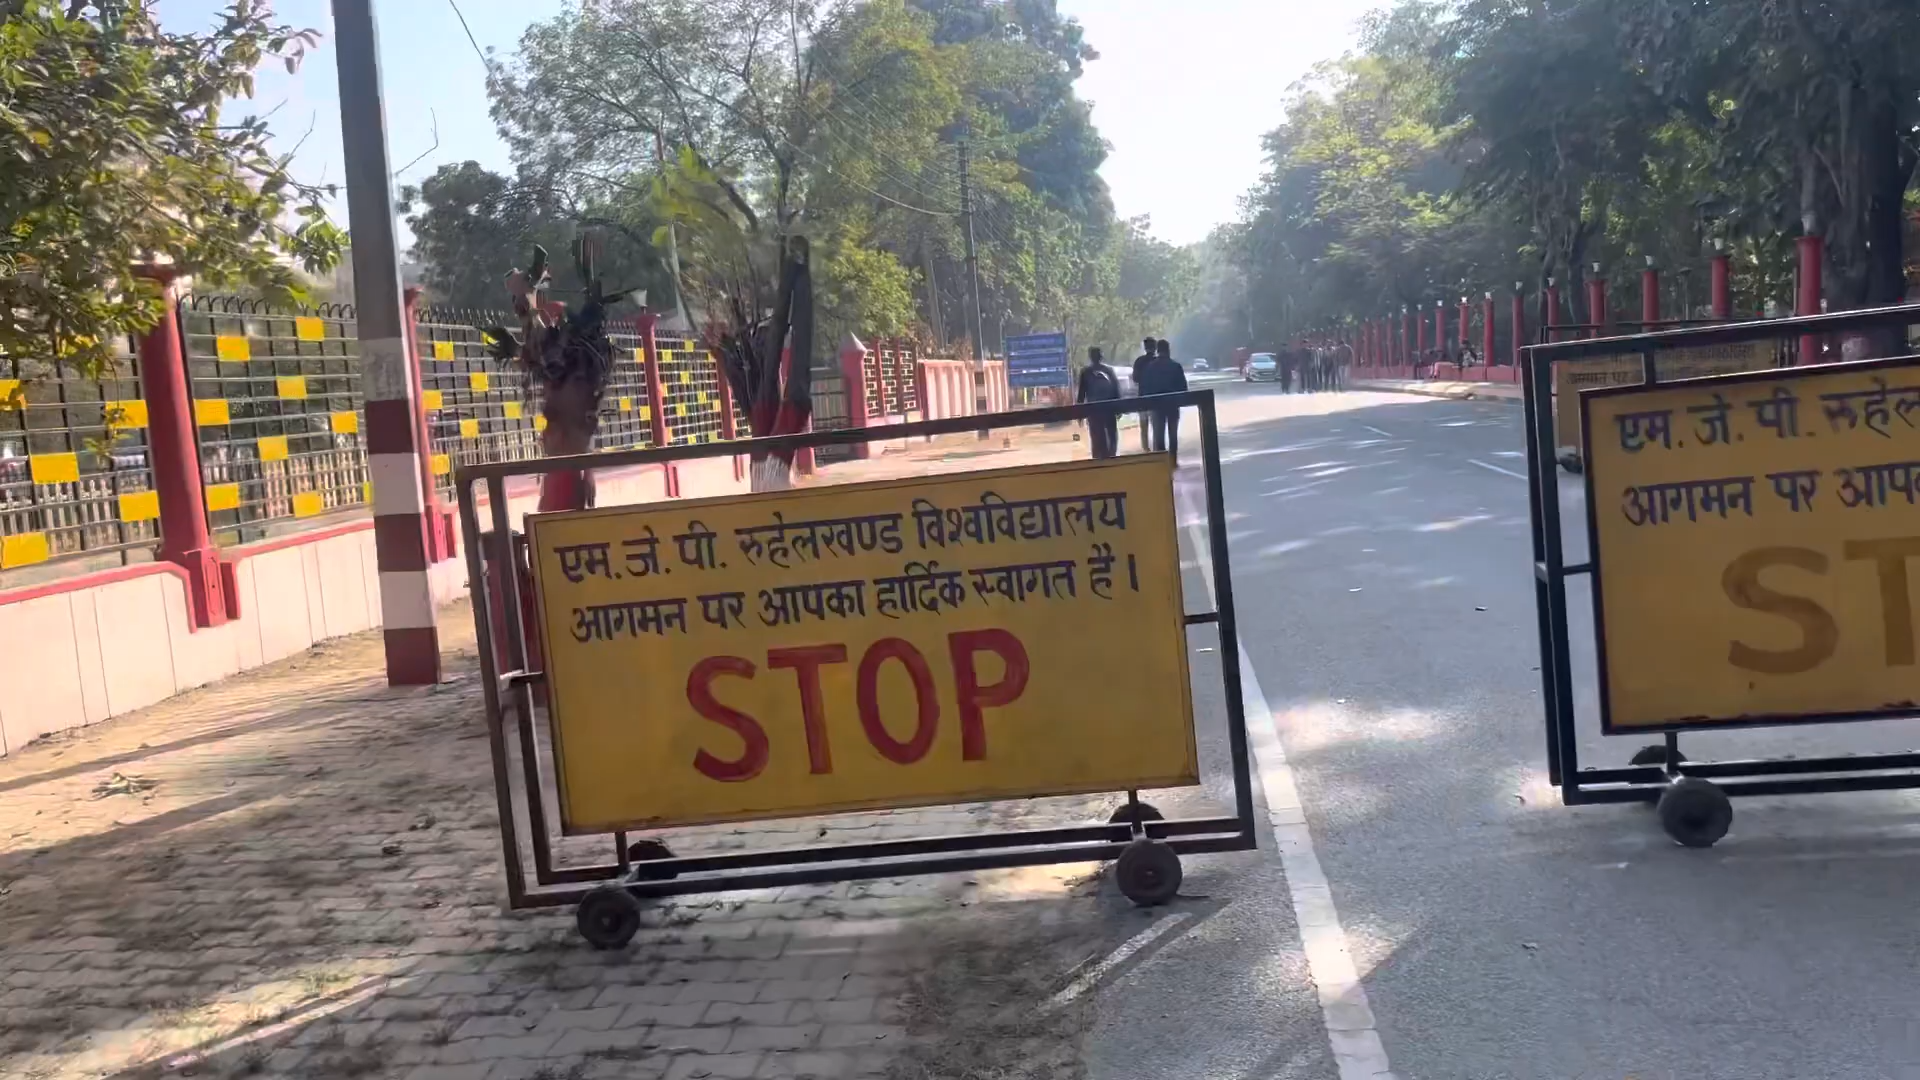 एम. जे. पी. रुहेलखण्ड विश्वविद्यालय
आगमन पर आपका हार्दिक स्वागत है।
STOP
एम. जे. पी. रुहेल
आगमन पर आप
ST